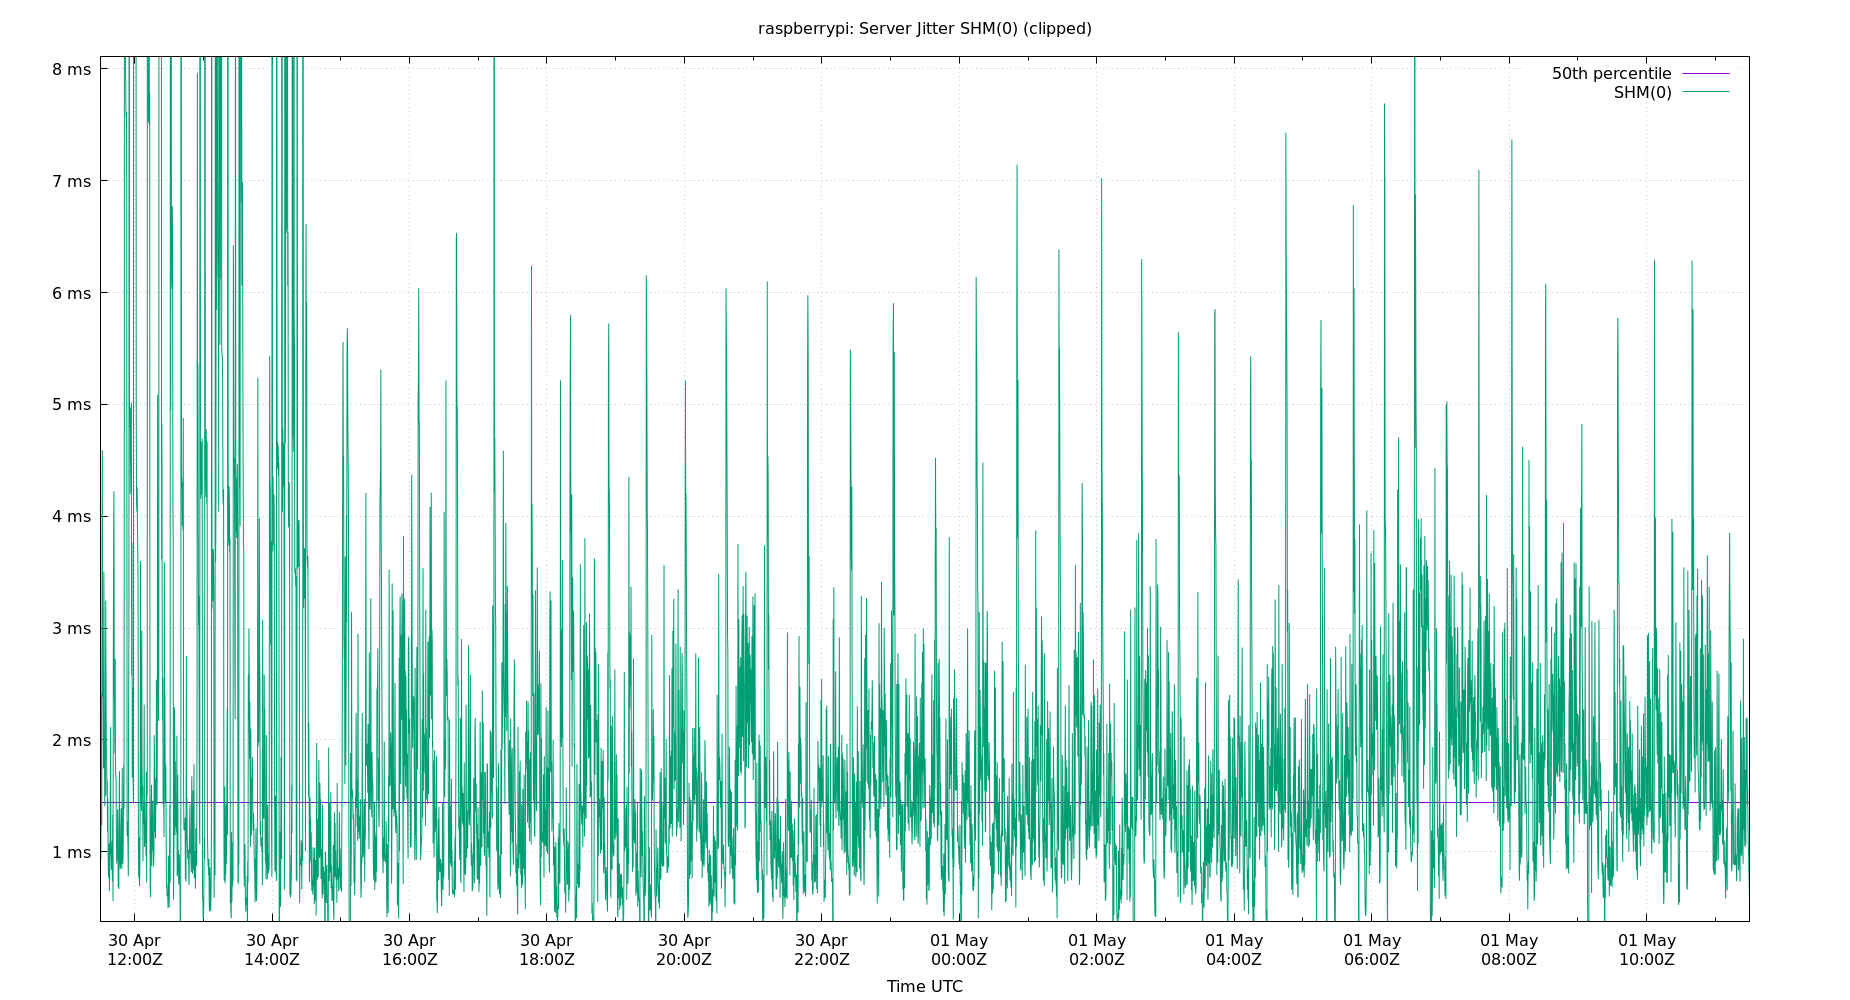 raspberrypi: Server Jitter SHM(0) (clipped)
50th percentile
SHM(0)
8 ms
7 ms
6 ms
5 ms
4 ms
3 ms
2 ms
1 ms
30 Apr 30 Apr 30 Apr 30 Apr 30 Apr 30 Apr 01 May 01 May 01 May 01 May 01 May 01 May
12:00Z 14:00Z 16:00Z 18:00Z 20:00Z 22:00Z 00:00Z 02:00Z 04:00Z 06:00Z 08:00Z 10:00Z
Time UTC